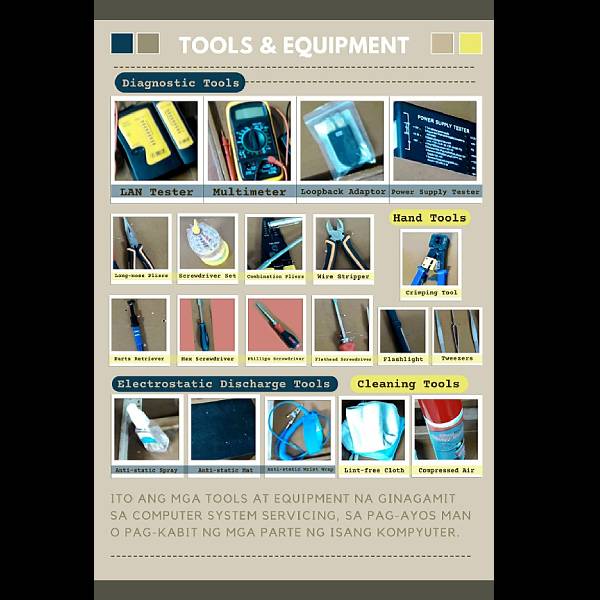 TOOLS & EQUIPMENT
Diagnostic Tools
LAN Tester
Multimeter
Loopback Adaptor
POWER SUPPLY TESTER
Power Supply Tester
Hand Tools
Long-nose Pliers
Screwdriver Set
Combination Pliers
Wire Stripper
Crimping Tool
Parts Retriever
Hex Screwdriver
Phillips Screwdriver
Flathead Screwdriver
Flashlight
Tweezers
Electrostatic Discharge Tools
Cleaning Tools
Anti-static Spray
Anti-static Mat
Anti-static Wrist Wrap
Lint-free Cloth
Compressed Air
ITO ANG MGA TOOLS AT EQUIPMENT NA GINAGAMIT
SA COMPUTER SYSTEM SERVICING, SA PAG-AYOS MAN
O PAG-KABIT NG MGA PARTE NG ISANG KOMPYUTER.